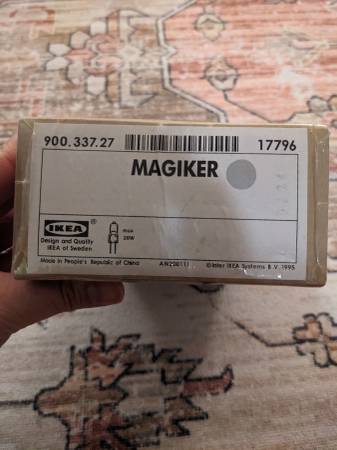 900.337.27 17796
MAGIKER
IKEA®
Design and Quality
IKEA of Sweden
max
20W
Made in People's Republic of China
© Inter IKEA Systems B.V. 1995